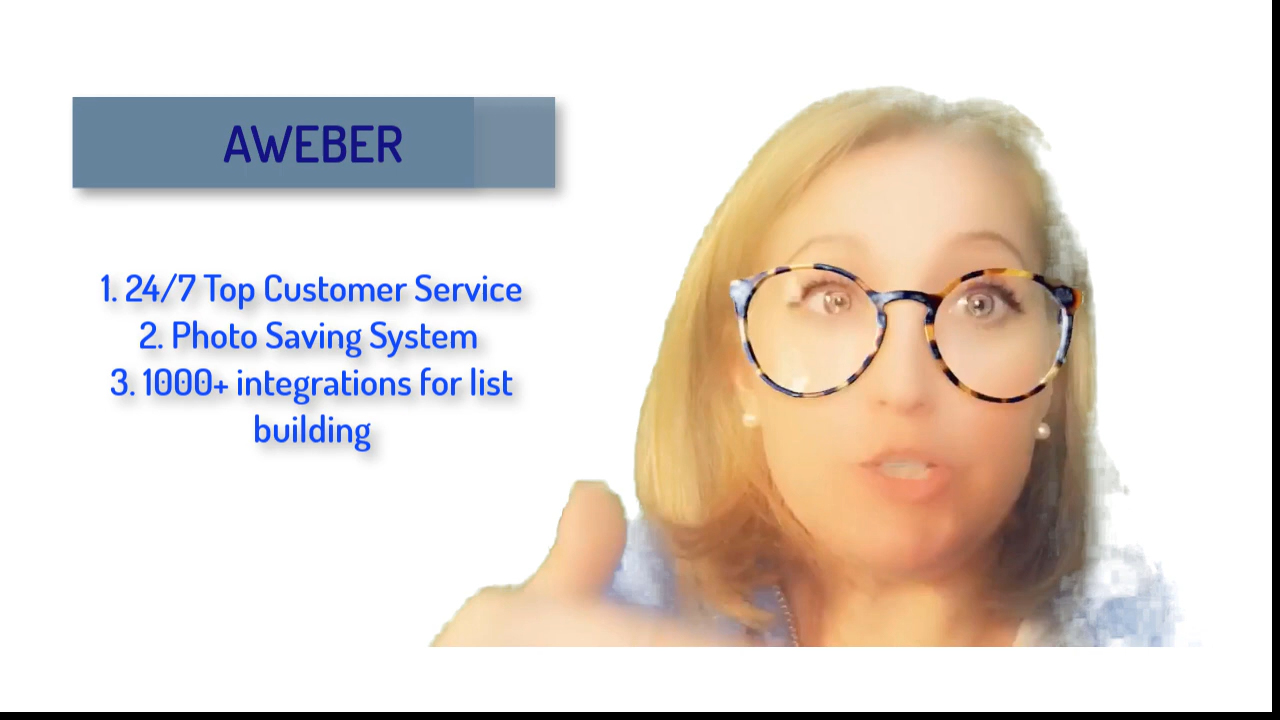 AWEBER
1. 24/7 Top Customer Service
2. Photo Saving System
3. 1000+ integrations for list
building